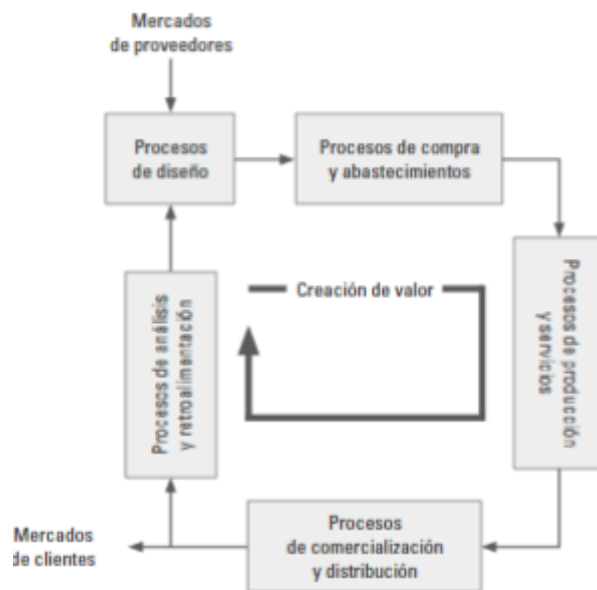 Mercados
de proveedores
Procesos
de diseño
Procesos de compra
y abastecimientos
Procesos de producción
y servicios
Creación de valor
Procesos de análisis
y retroalimentación
Procesos
de comercialización
y distribución
Mercados
de clientes